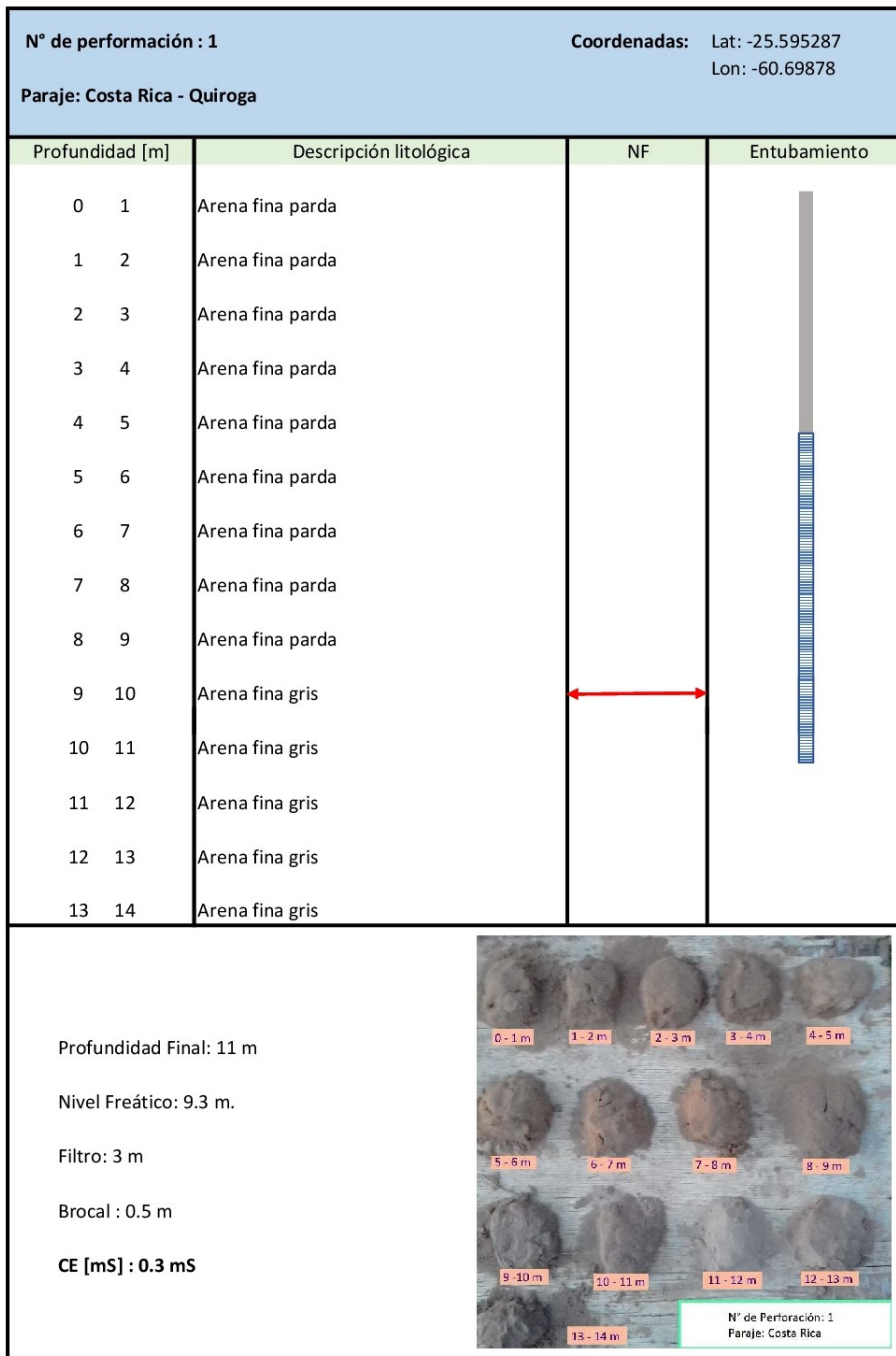 N° de performación : 1
Coordenadas: Lat: -25.595287
Lon: -60.69878
Paraje: Costa Rica - Quiroga
Profundidad [m] Descripción litológica NF Entubamiento
0 1 Arena fina parda
1 2 Arena fina parda
2 3 Arena fina parda
3 4 Arena fina parda
4 5 Arena fina parda
5 6 Arena fina parda
6 7 Arena fina parda
7 8 Arena fina parda
8 9 Arena fina parda
9 10 Arena fina gris
10 11 Arena fina gris
11 12 Arena fina gris
12 13 Arena fina gris
13 14 Arena fina gris
Profundidad Final: 11 m
Nivel Freático: 9.3 m.
Filtro: 3 m
Brocal : 0.5 m
CE [mS] : 0.3 mS
0 - 1 m 1 - 2 m 2 - 3 m 3 - 4 m 4 - 5 m
5 - 6 m 6 - 7 m 7 - 8 m 8 - 9 m
9 -10 m 10 - 11 m 11 - 12 m 12 - 13 m
13 - 14 m
N° de Perforación: 1
Paraje: Costa Rica